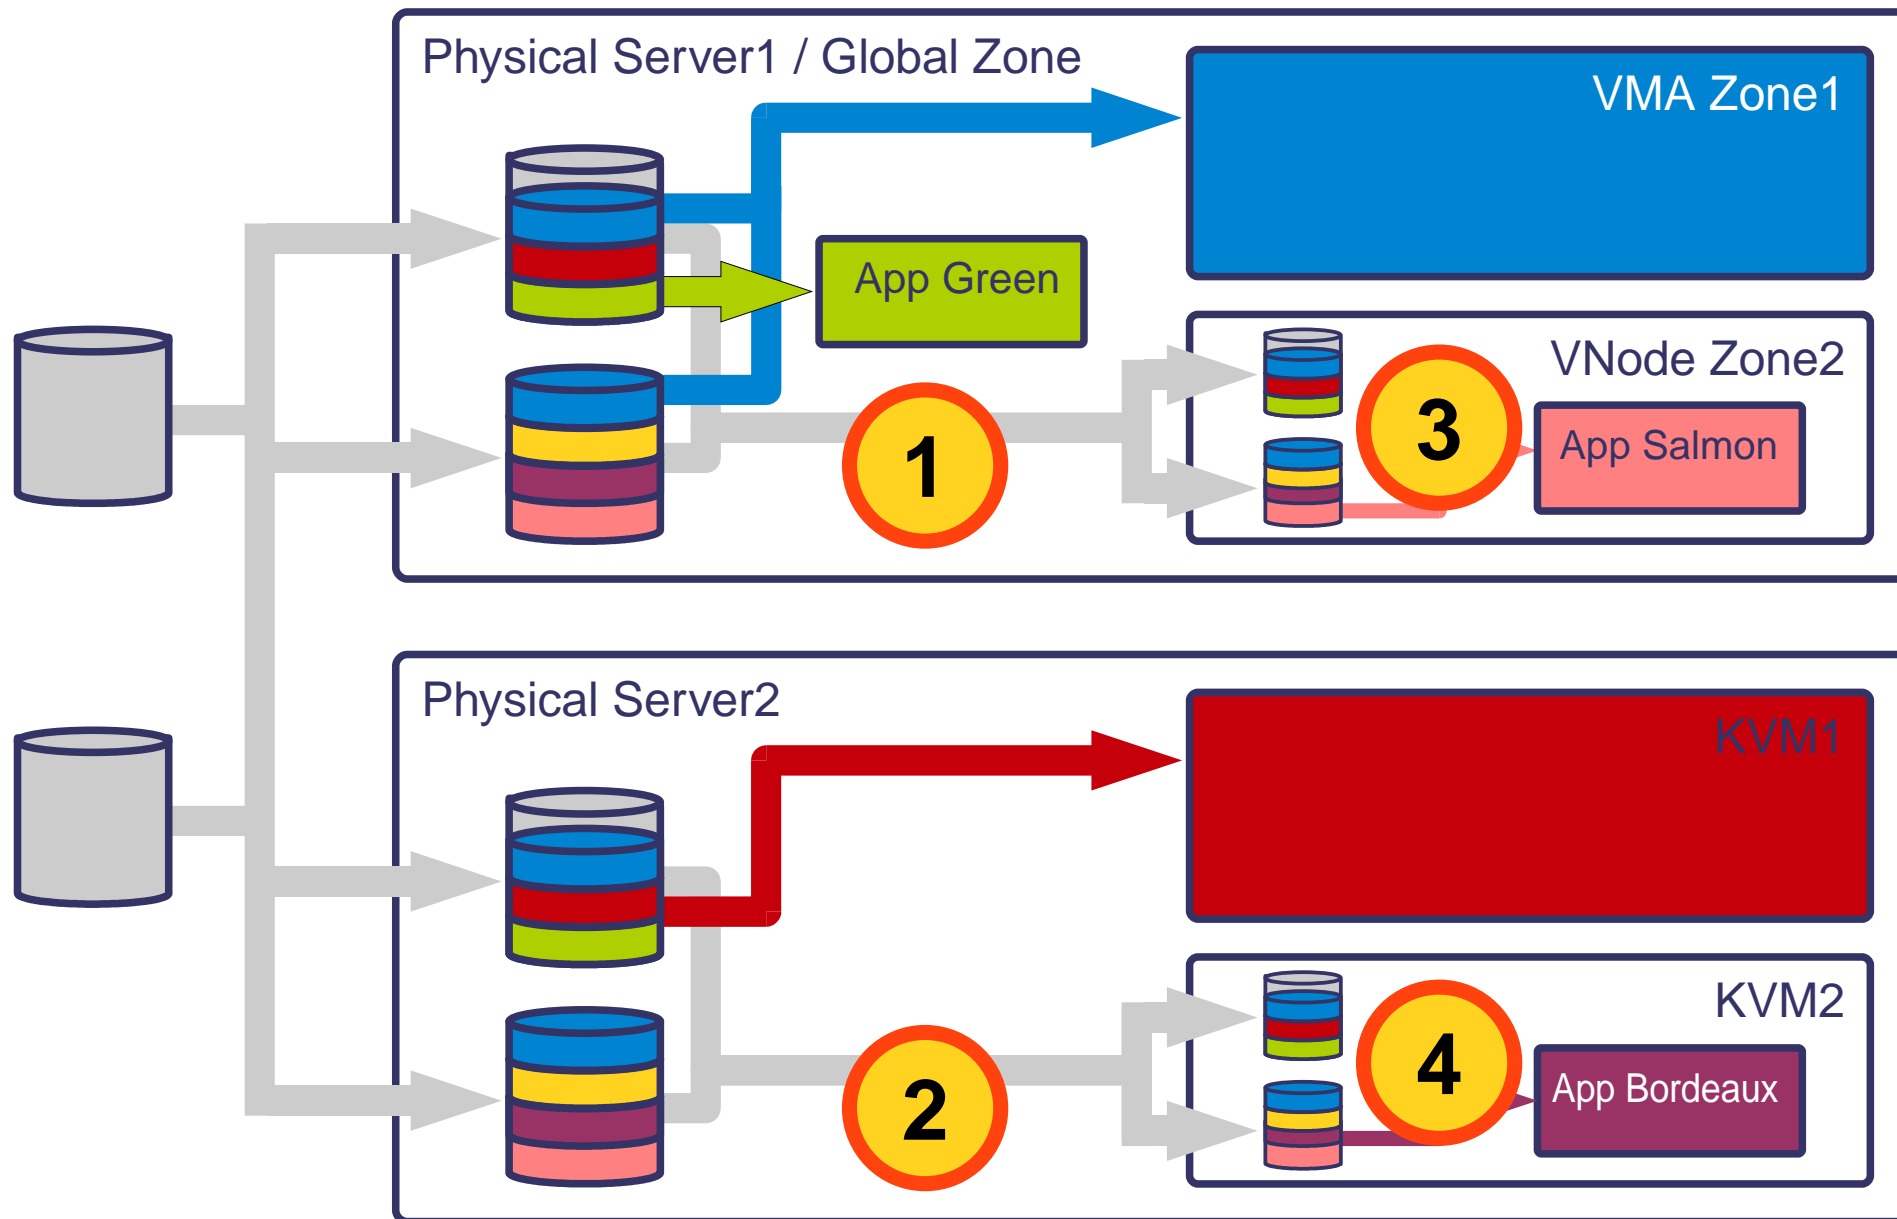 Physical Server1 / Global Zone
VMA Zone1
App Green
VNode Zone2
1
3
App Salmon
Physical Server2
KVM1
KVM2
2
4
App Bordeaux